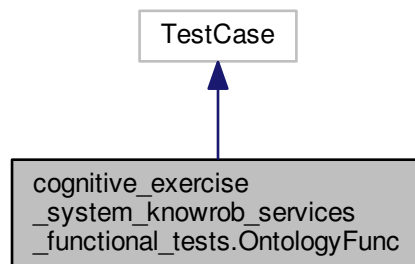 TestCase
cognitive_exercise
_system_knowrob_services
_functional_tests.OntologyFunc